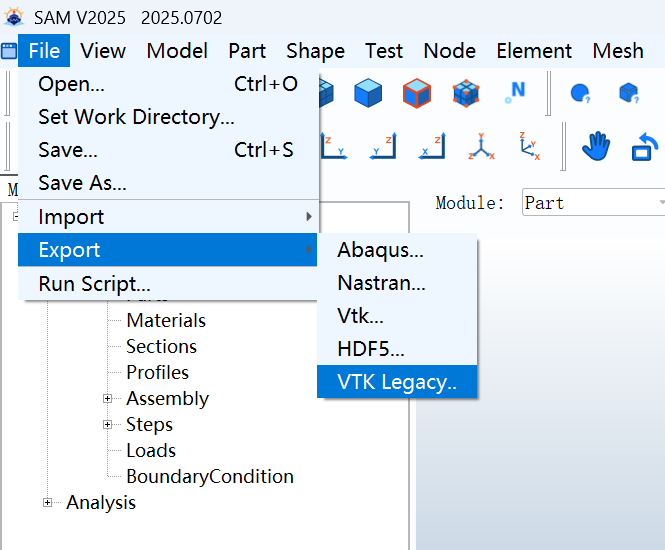 SAM V2025 2025.0702
File View Model Part Shape Test Node Element Mesh
Open... Ctrl+O
Set Work Directory...
Save... Ctrl+S
Save As...
Import
Export
Run Script...
Abaqus...
Nastran...
Vtk...
HDF5...
VTK Legacy..
N
Z Y
Y Z
X Z
Z Y X
Z Y X
Module: Part
M
Parts
Materials
Sections
Profiles
Assembly
Steps
Loads
BoundaryCondition
Analysis